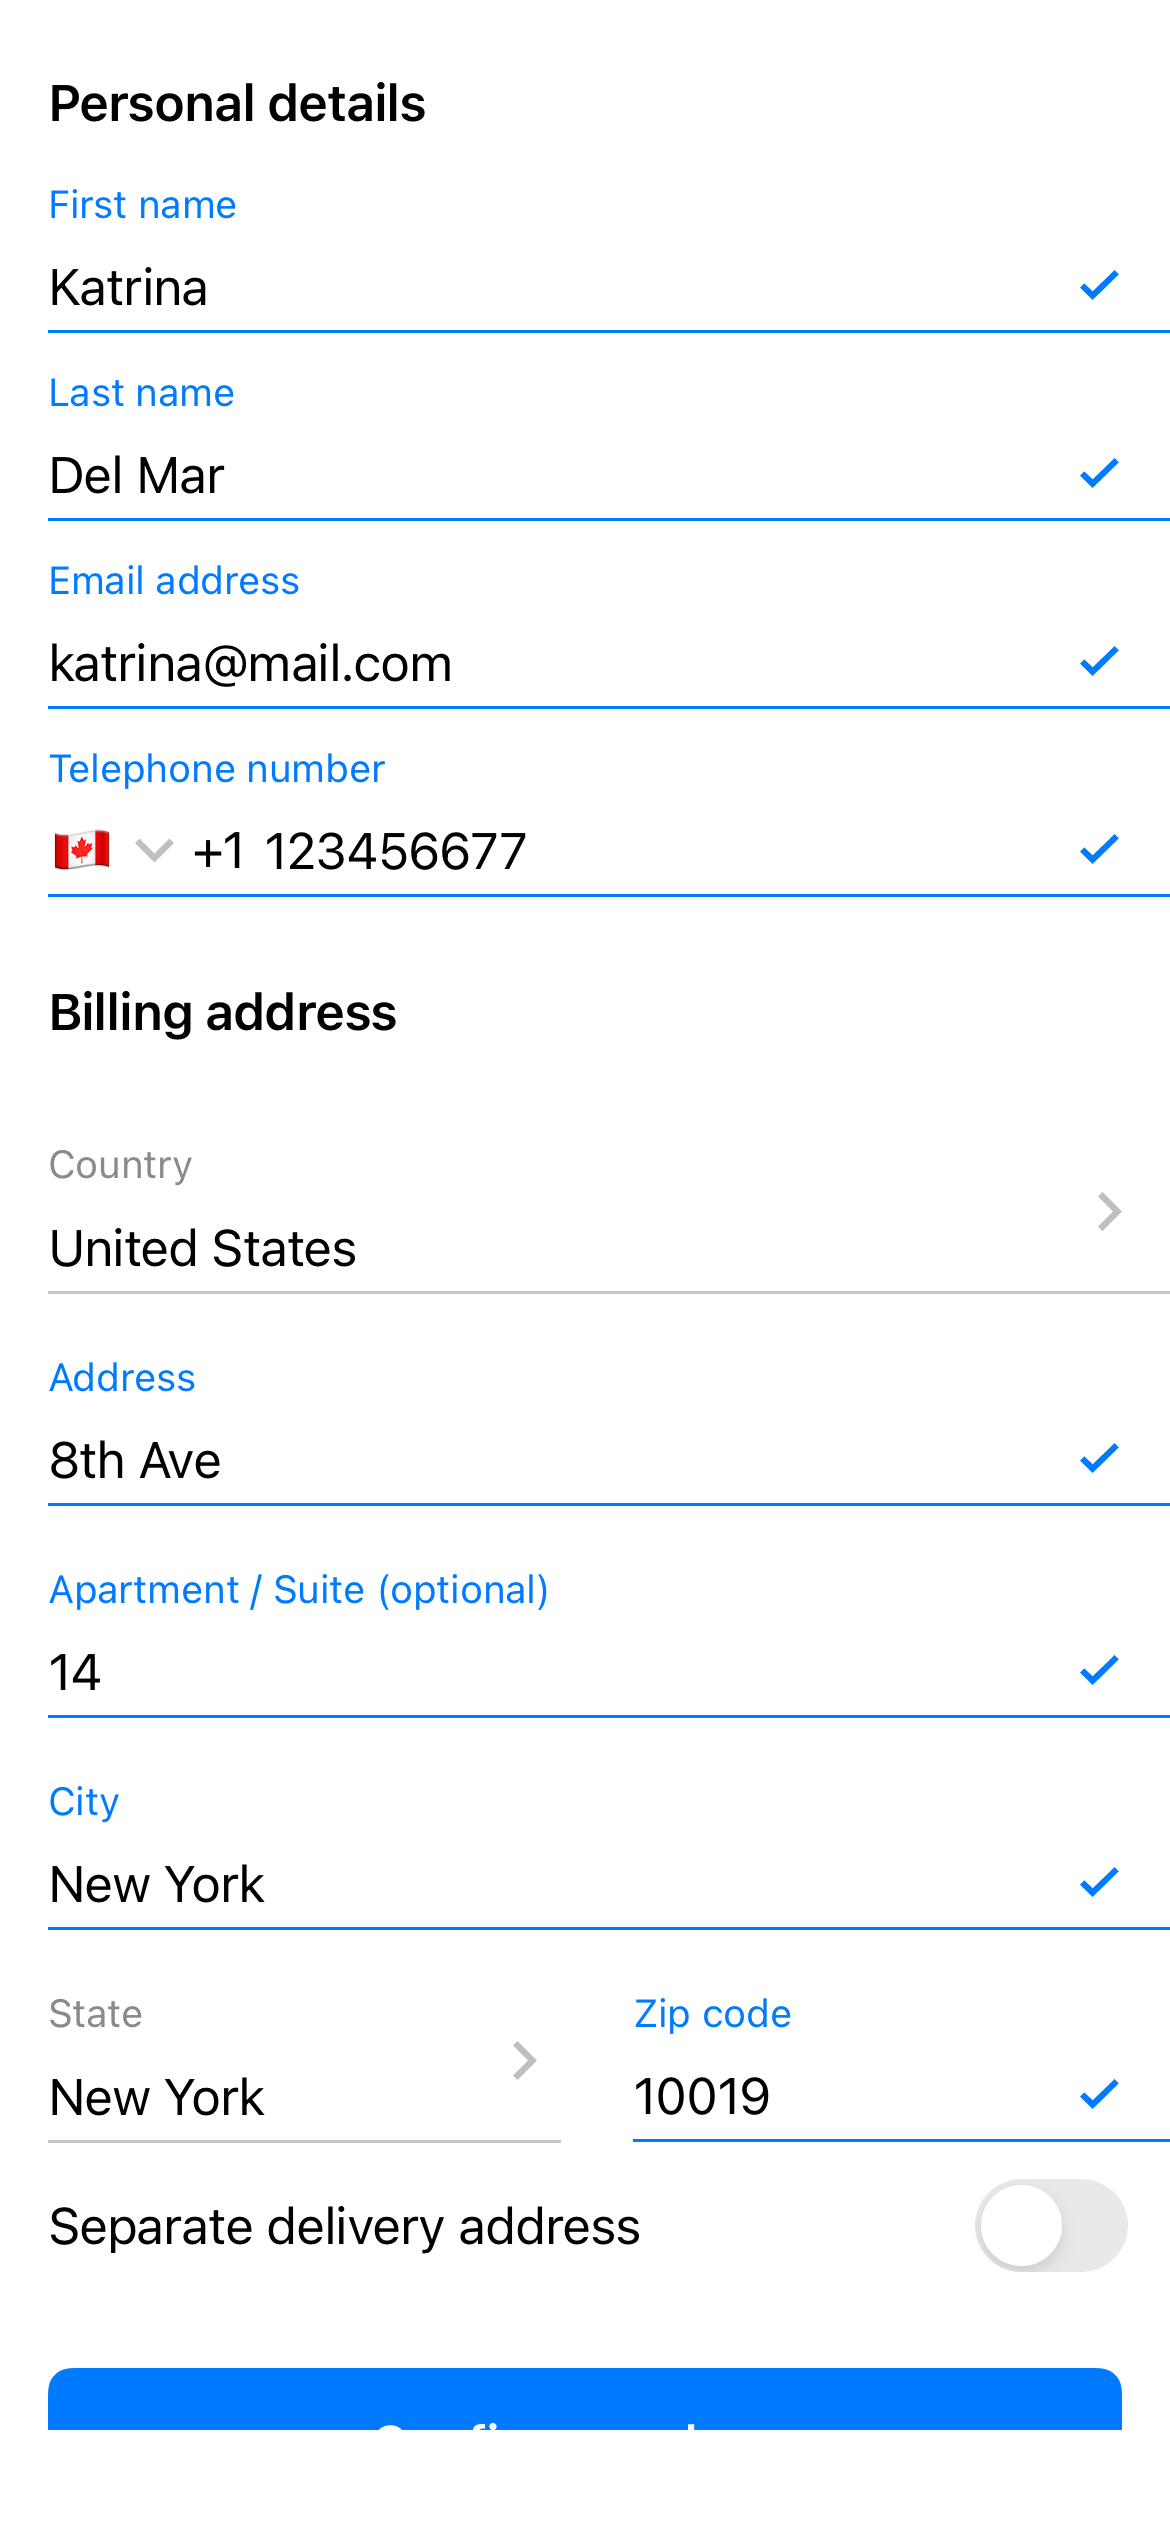 Personal details
First name
Katrina
Last name
Del Mar
Email address
katrina@mail.com
Telephone number
+1 123456677
Billing address
Country
United States
Address
8th Ave
Apartment / Suite (optional)
14
City
New York
State
New York
Zip code
10019
Separate delivery address